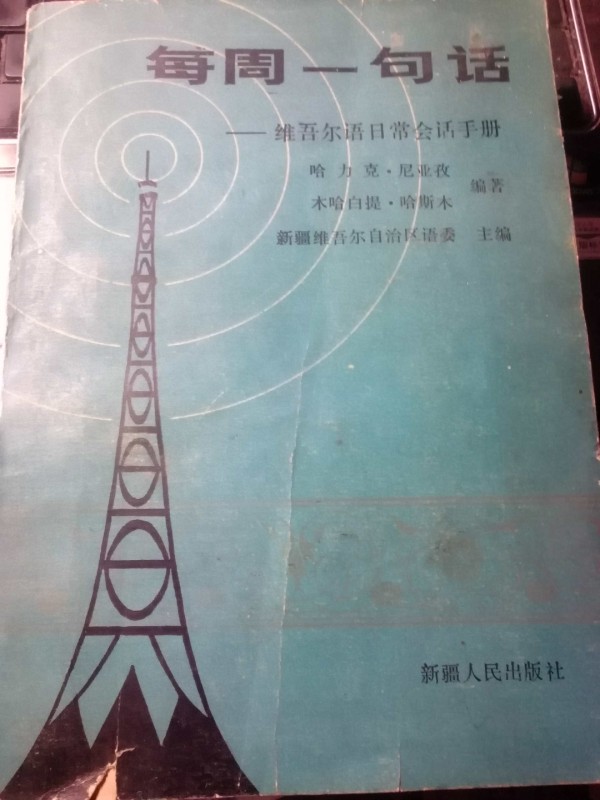 每周一句话
——维吾尔语日常会话手册
哈力克·尼亚孜
木哈白提·哈斯木 编著
新疆维吾尔自治区语委 主编
新疆人民出版社